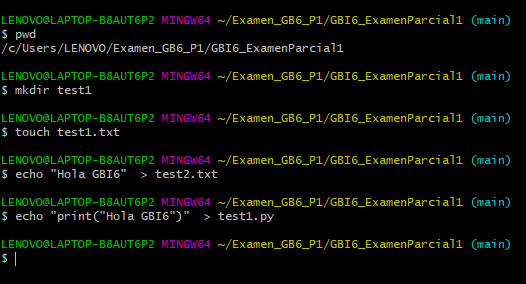 LENOVO@LAPTOP-B8AUT6P2 MINGW64 ~/Examen_GB6_P1/GBI6_ExamenParcial1 (main)
$ pwd
/c/Users/LENOVO/Examen_GB6_P1/GBI6_ExamenParcial1
LENOVO@LAPTOP-B8AUT6P2 MINGW64 ~/Examen_GB6_P1/GBI6_ExamenParcial1 (main)
$ mkdir test1
LENOVO@LAPTOP-B8AUT6P2 MINGW64 ~/Examen_GB6_P1/GBI6_ExamenParcial1 (main)
$ touch test1.txt
LENOVO@LAPTOP-B8AUT6P2 MINGW64 ~/Examen_GB6_P1/GBI6_ExamenParcial1 (main)
$ echo "Hola GBI6"  > test2.txt
LENOVO@LAPTOP-B8AUT6P2 MINGW64 ~/Examen_GB6_P1/GBI6_ExamenParcial1 (main)
$ echo "print("Hola GBI6")"  > test1.py
LENOVO@LAPTOP-B8AUT6P2 MINGW64 ~/Examen_GB6_P1/GBI6_ExamenParcial1 (main)
$